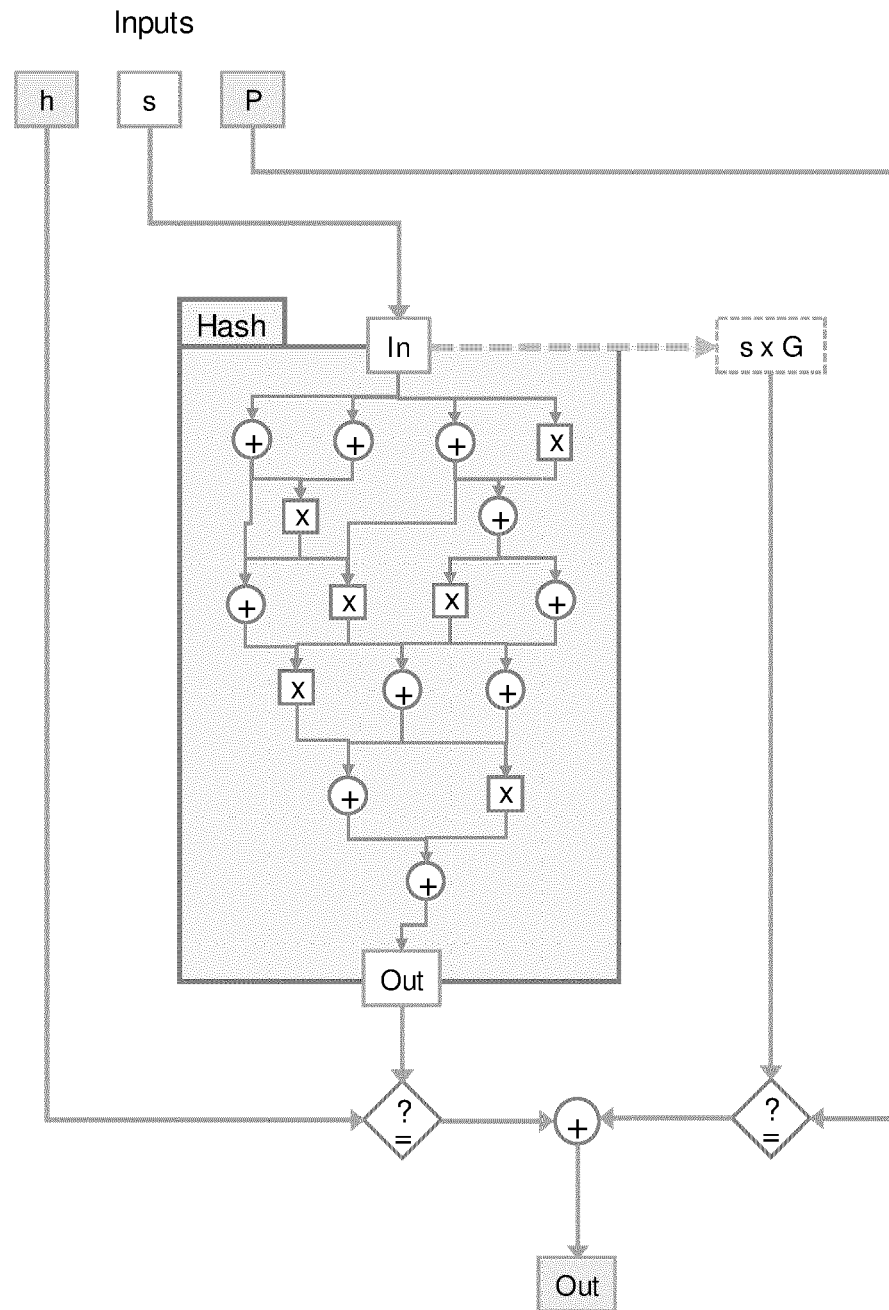 Inputs
h s P
Hash
In
s x G
+ + + x
x +
+ x x +
x + +
+ x
+
Out
?
=
+
?
=
Out